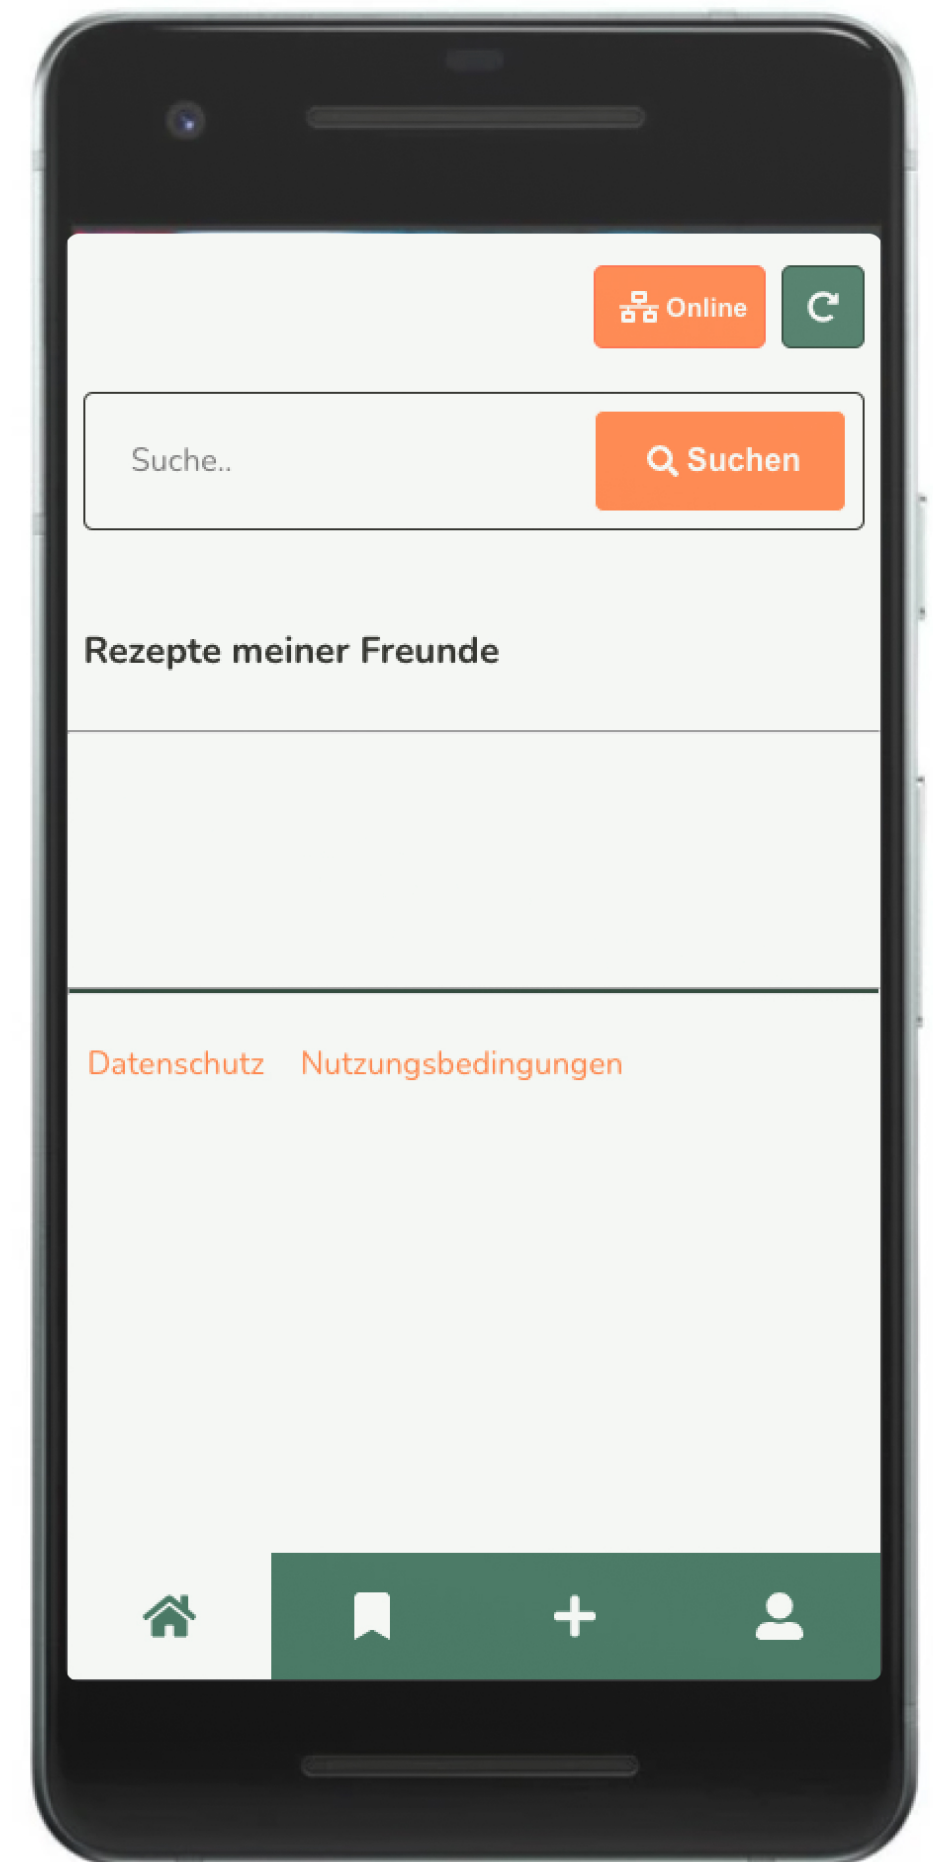 Online
Suche..
Suchen
Rezepte meiner Freunde
Datenschutz Nutzungsbedingungen